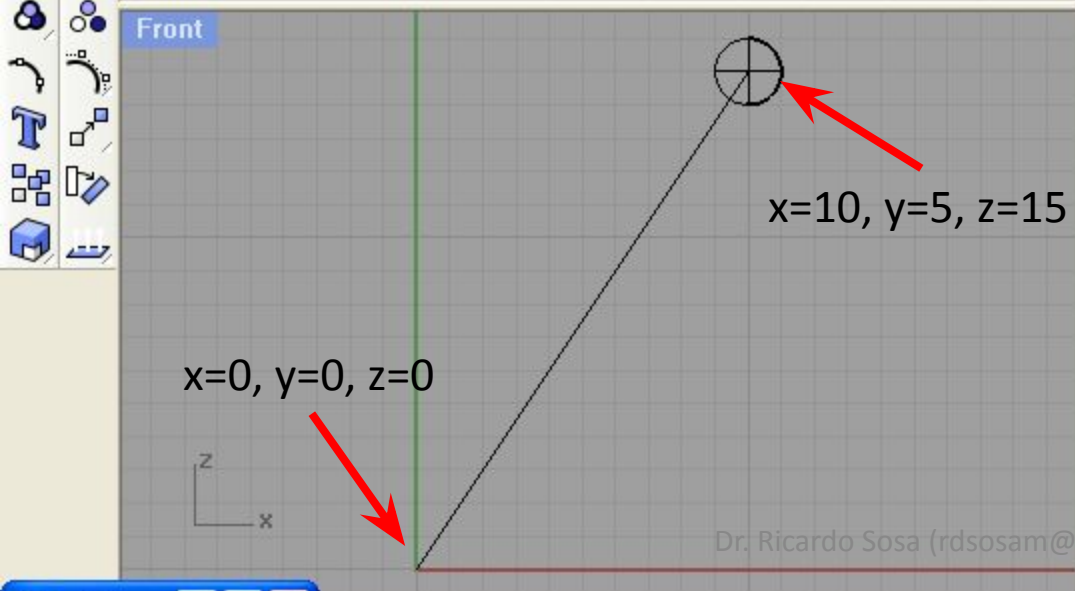 Front
x=10, y=5, z=15
x=0, y=0, z=0
z
x
Dr. Ricardo Sosa (rdsosam@